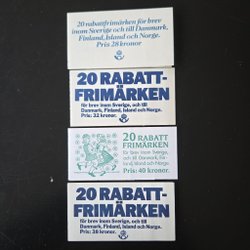 20 rabattfrimärken för brev
inom Sverige och till Danmark,
Finland, Island och Norge.
Pris 28 kronor
20 RABATT-
FRIMÄRKEN
för brev inom Sverige, och till
Danmark, Finland, Island och Norge.
Pris: 32 kronor.
20 RABATT
FRIMÄRKEN
för brev inom Sverige,
och till Danmark, Fin-
land, Island och Norge.
Pris: 40 kronor.
20 RABATT-
FRIMÄRKEN
för brev inom Sverige, och till
Danmark, Finland, Island och Norge.
Pris: 36 kronor.